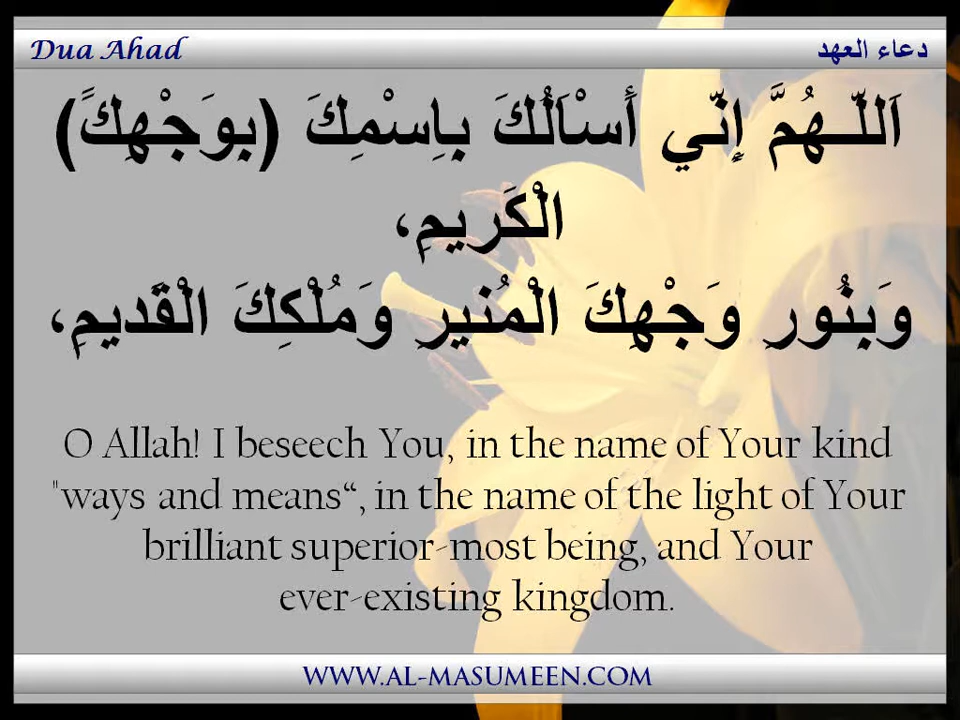 Dua Ahad
دعاء العهد
اَللّـهُمَّ إِنّي أَسْاَلُكَ بِاِسْمِكَ (بِوَجْهِكً)
الْكَريمِ،
وَبِنُورِ وَجْهِكَ الْمُنيرِ وَمُلْكِكَ الْقَديمِ،
O Allah! I beseech You, in the name of Your kind
"ways and means“, in the name of the light of Your
brilliant superior-most being, and Your
ever-existing kingdom.
WWW.AL-MASUMEEN.COM